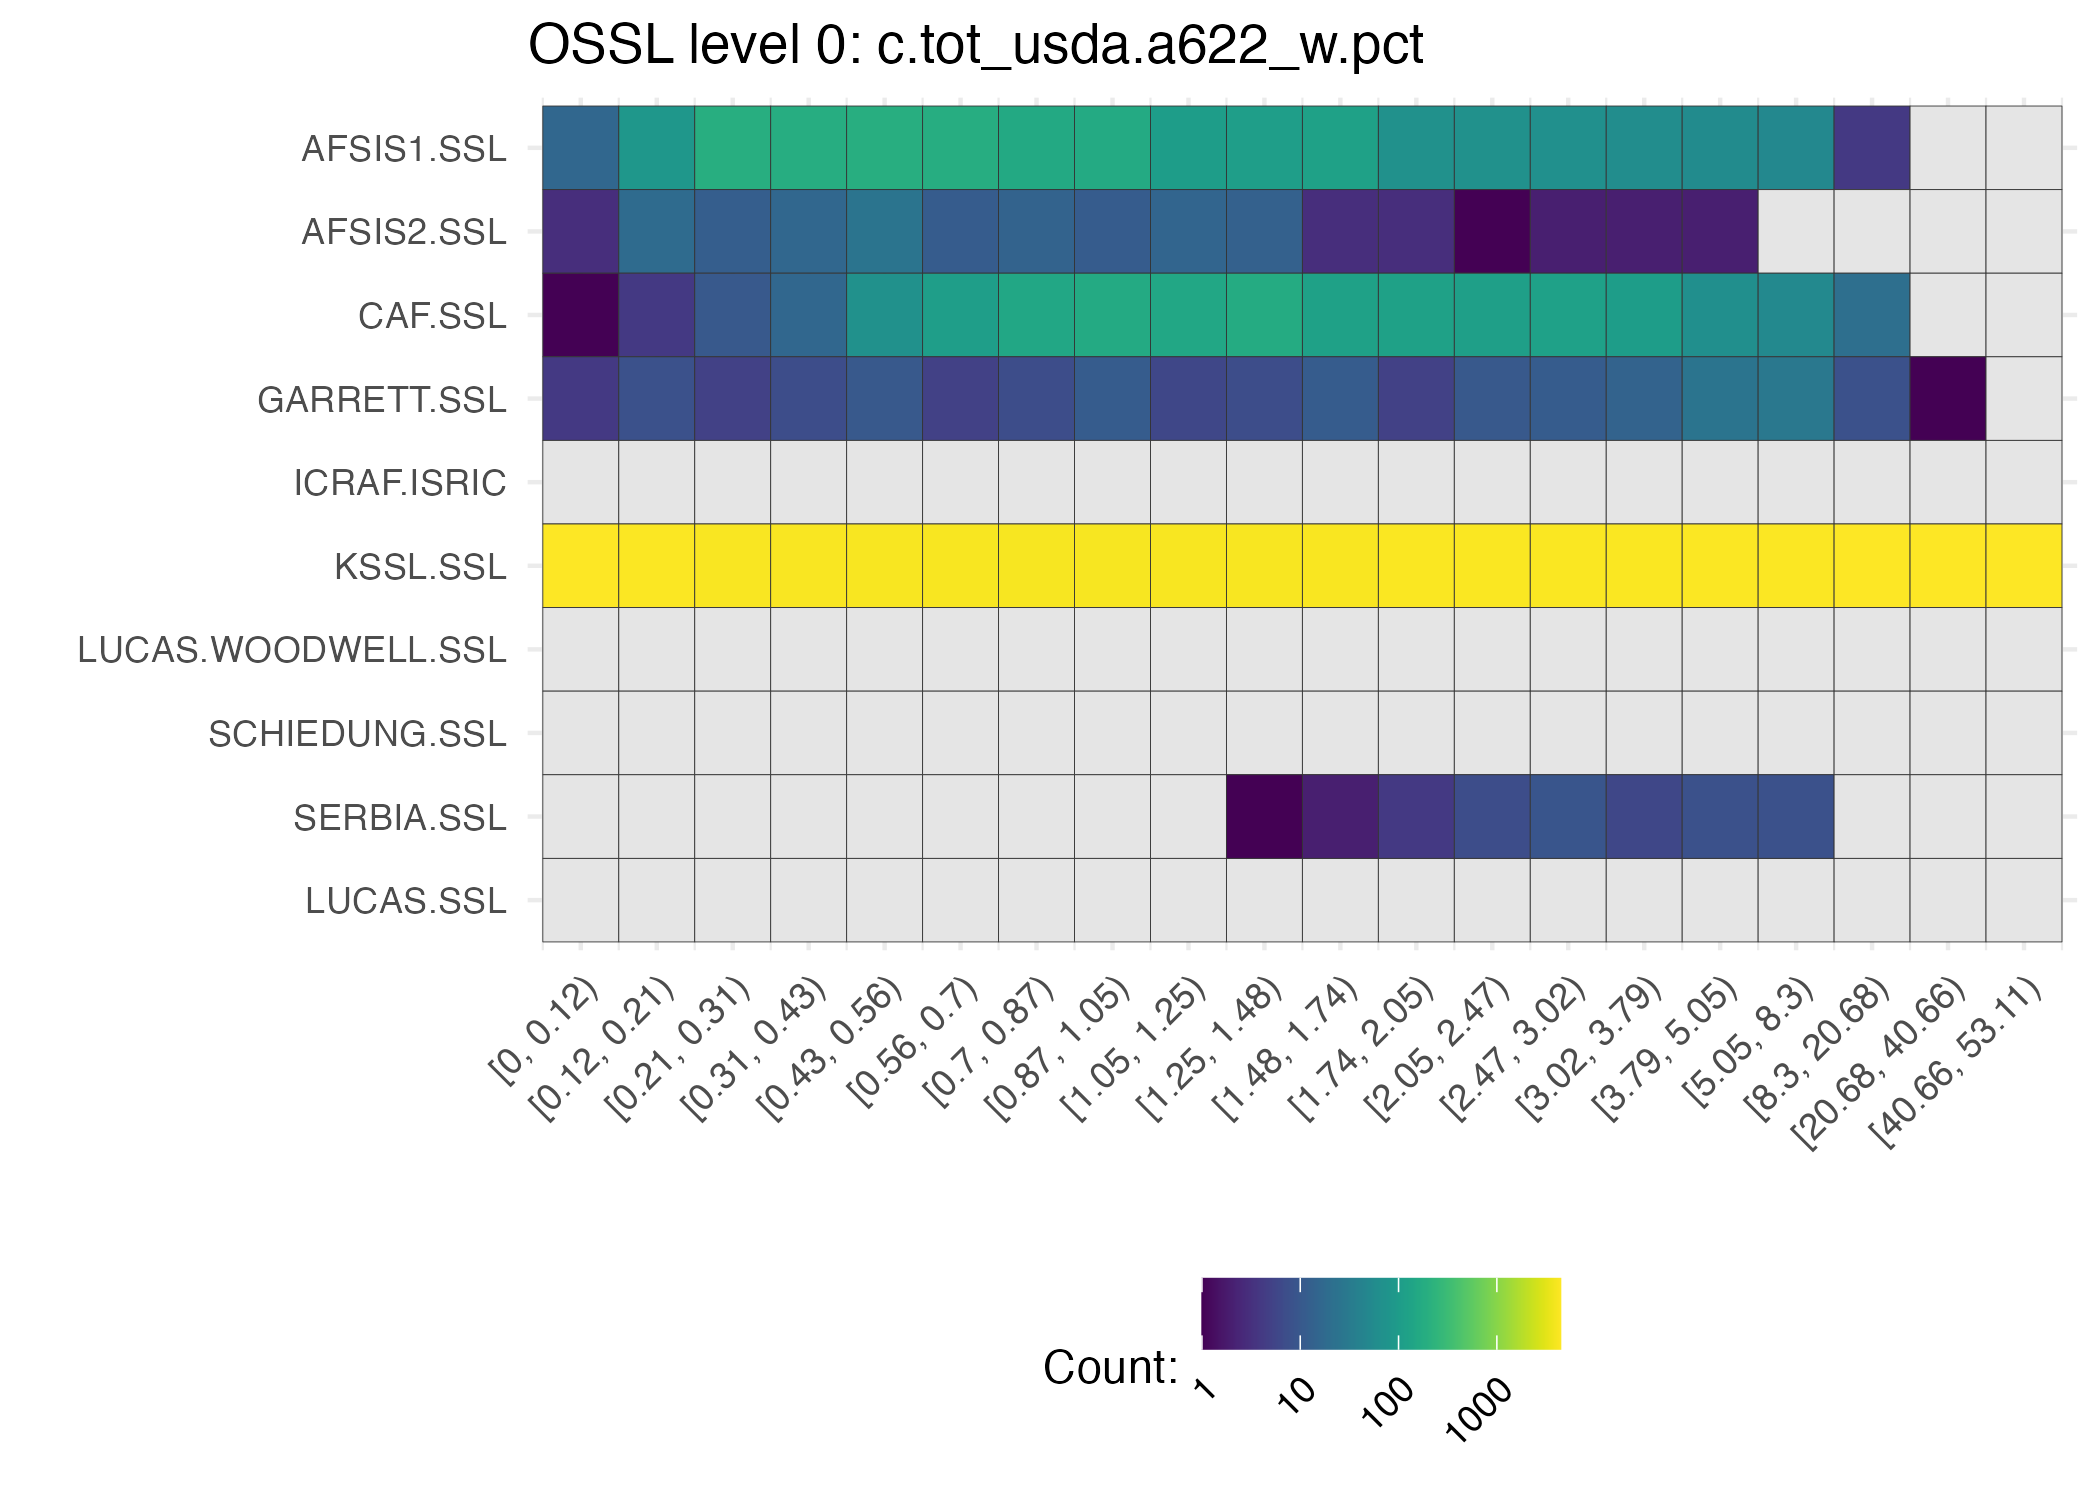 OSSL level 0: c.tot_usda.a622_w.pct
AFSIS1.SSL
AFSIS2.SSL
CAF.SSL
GARRETT.SSL
ICRAF.ISRIC
KSSL.SSL
LUCAS.WOODWELL.SSL
SCHIEDUNG.SSL
SERBIA.SSL
LUCAS.SSL
[0, 0.12)
[0.12, 0.21)
[0.21, 0.31)
[0.31, 0.43)
[0.43, 0.56)
[0.56, 0.7)
[0.7, 0.87)
[0.87, 1.05)
[1.05, 1.25)
[1.25, 1.48)
[1.48, 1.74)
[1.74, 2.05)
[2.05, 2.47)
[2.47, 3.02)
[3.02, 3.79)
[3.79, 5.05)
[5.05, 8.3)
[8.3, 20.68)
[20.68, 40.66)
[40.66, 53.11)
Count:
1
10
100
1000